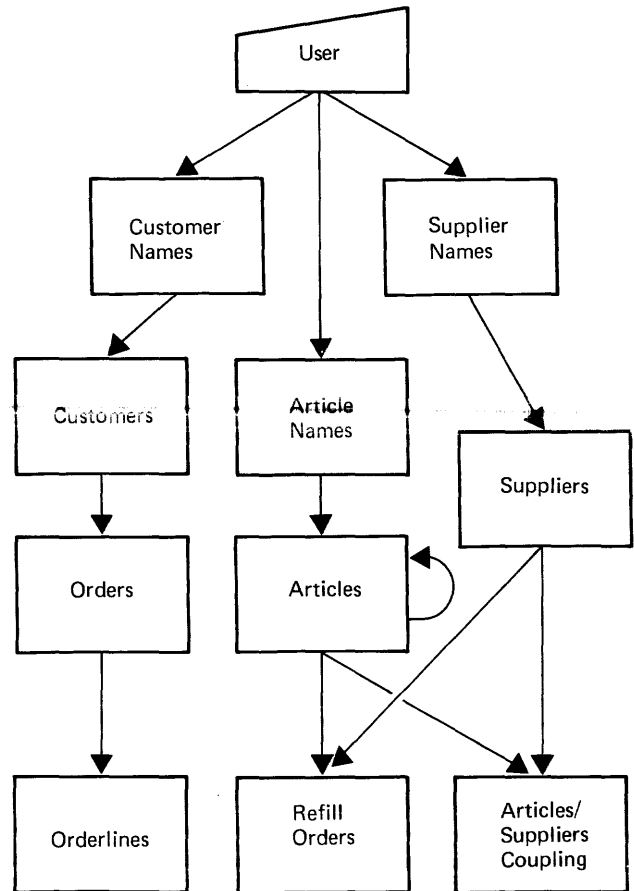 User
Customer
Names
Supplier
Names
Customers
Article
Names
Suppliers
Orders
Articles
Orderlines
Refill
Orders
Articles/
Suppliers
Coupling